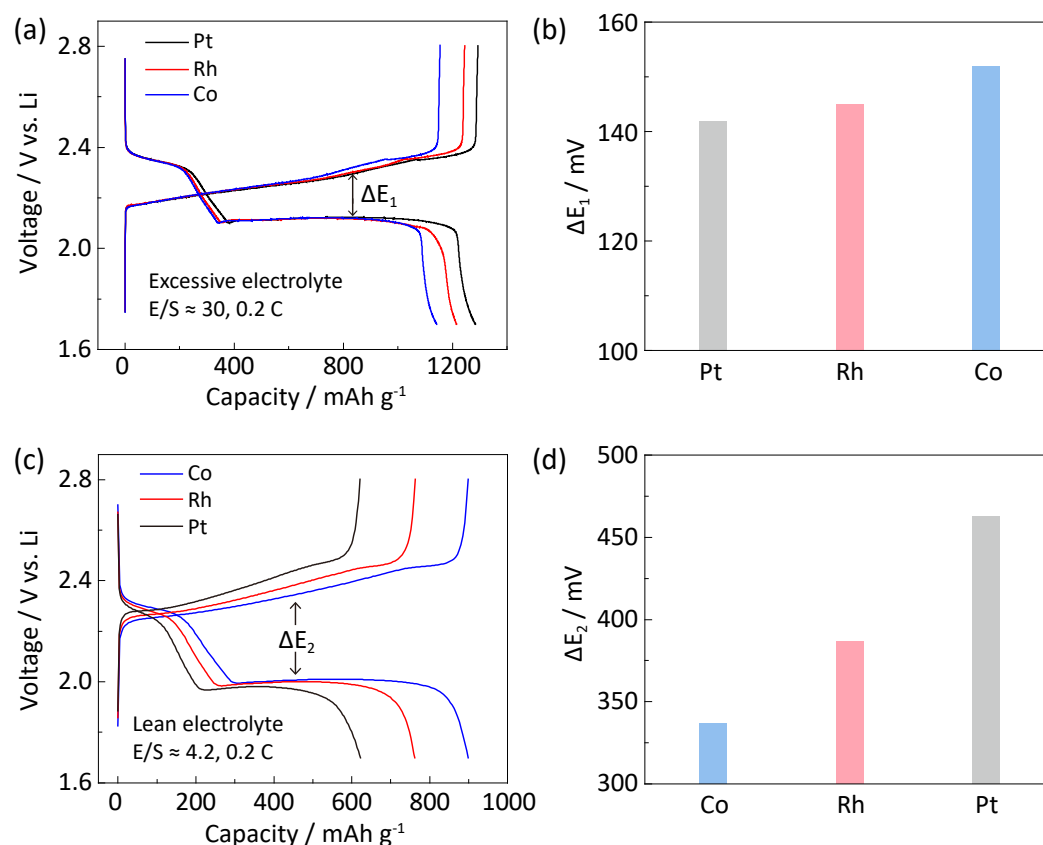 (a)
Pt
Rh
Co
2.8
2.4
2.0
1.6
Voltage / V vs. Li
ΔE₁
Excessive electrolyte
E/S ≈ 30, 0.2 C
0
400
800
1200
Capacity / mAh g⁻¹
(b)
160
140
120
100
ΔE₁ / mV
Pt
Rh
Co
(c)
Co
Rh
Pt
2.8
2.4
2.0
1.6
Voltage / V vs. Li
ΔE₂
Lean electrolyte
E/S ≈ 4.2, 0.2 C
0
200
400
600
800
1000
Capacity / mAh g⁻¹
(d)
500
450
400
350
300
ΔE₂ / mV
Co
Rh
Pt